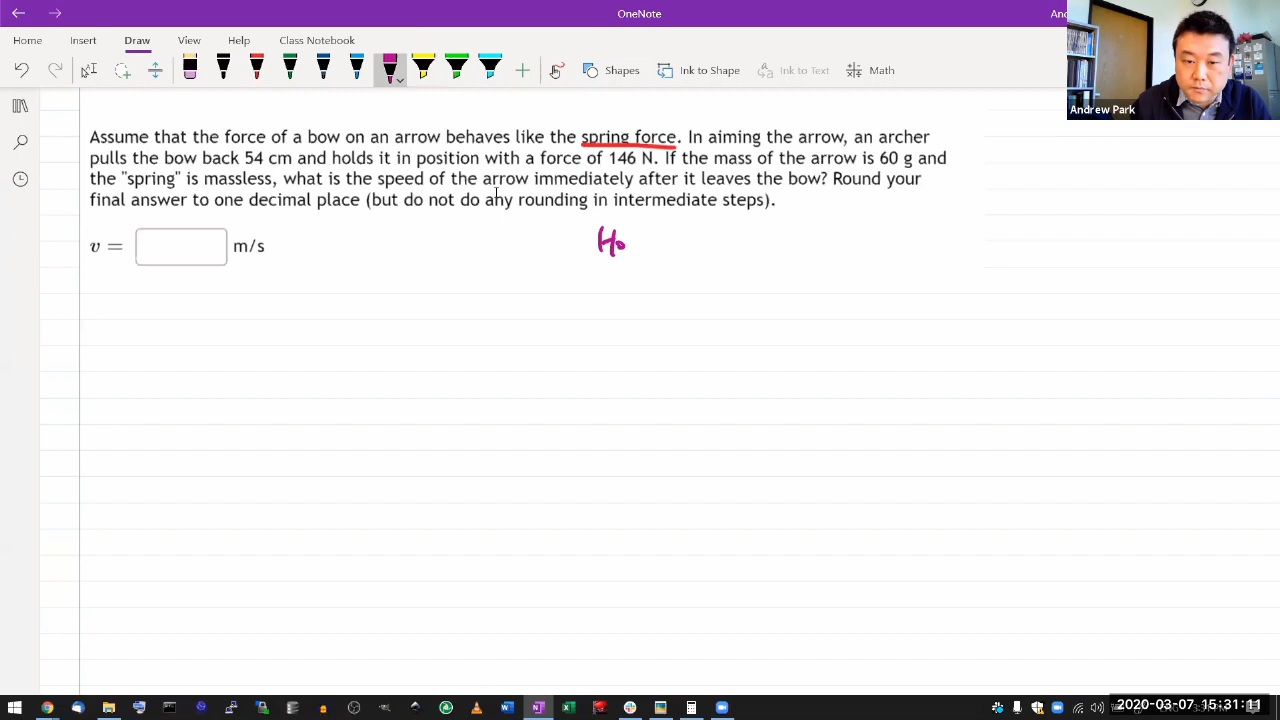 OneNote
An
Home Insert Draw View Help Class Notebook
Shapes Ink to Shape Ink to Text Math
Andrew Park
Assume that the force of a bow on an arrow behaves like the spring force. In aiming the arrow, an archer
pulls the bow back 54 cm and holds it in position with a force of 146 N. If the mass of the arrow is 60 g and
the "spring" is massless, what is the speed of the arrow immediately after it leaves the bow? Round your
final answer to one decimal place (but do not do any rounding in intermediate steps).
v = m/s
Ho
2020-03-07 15:31:11